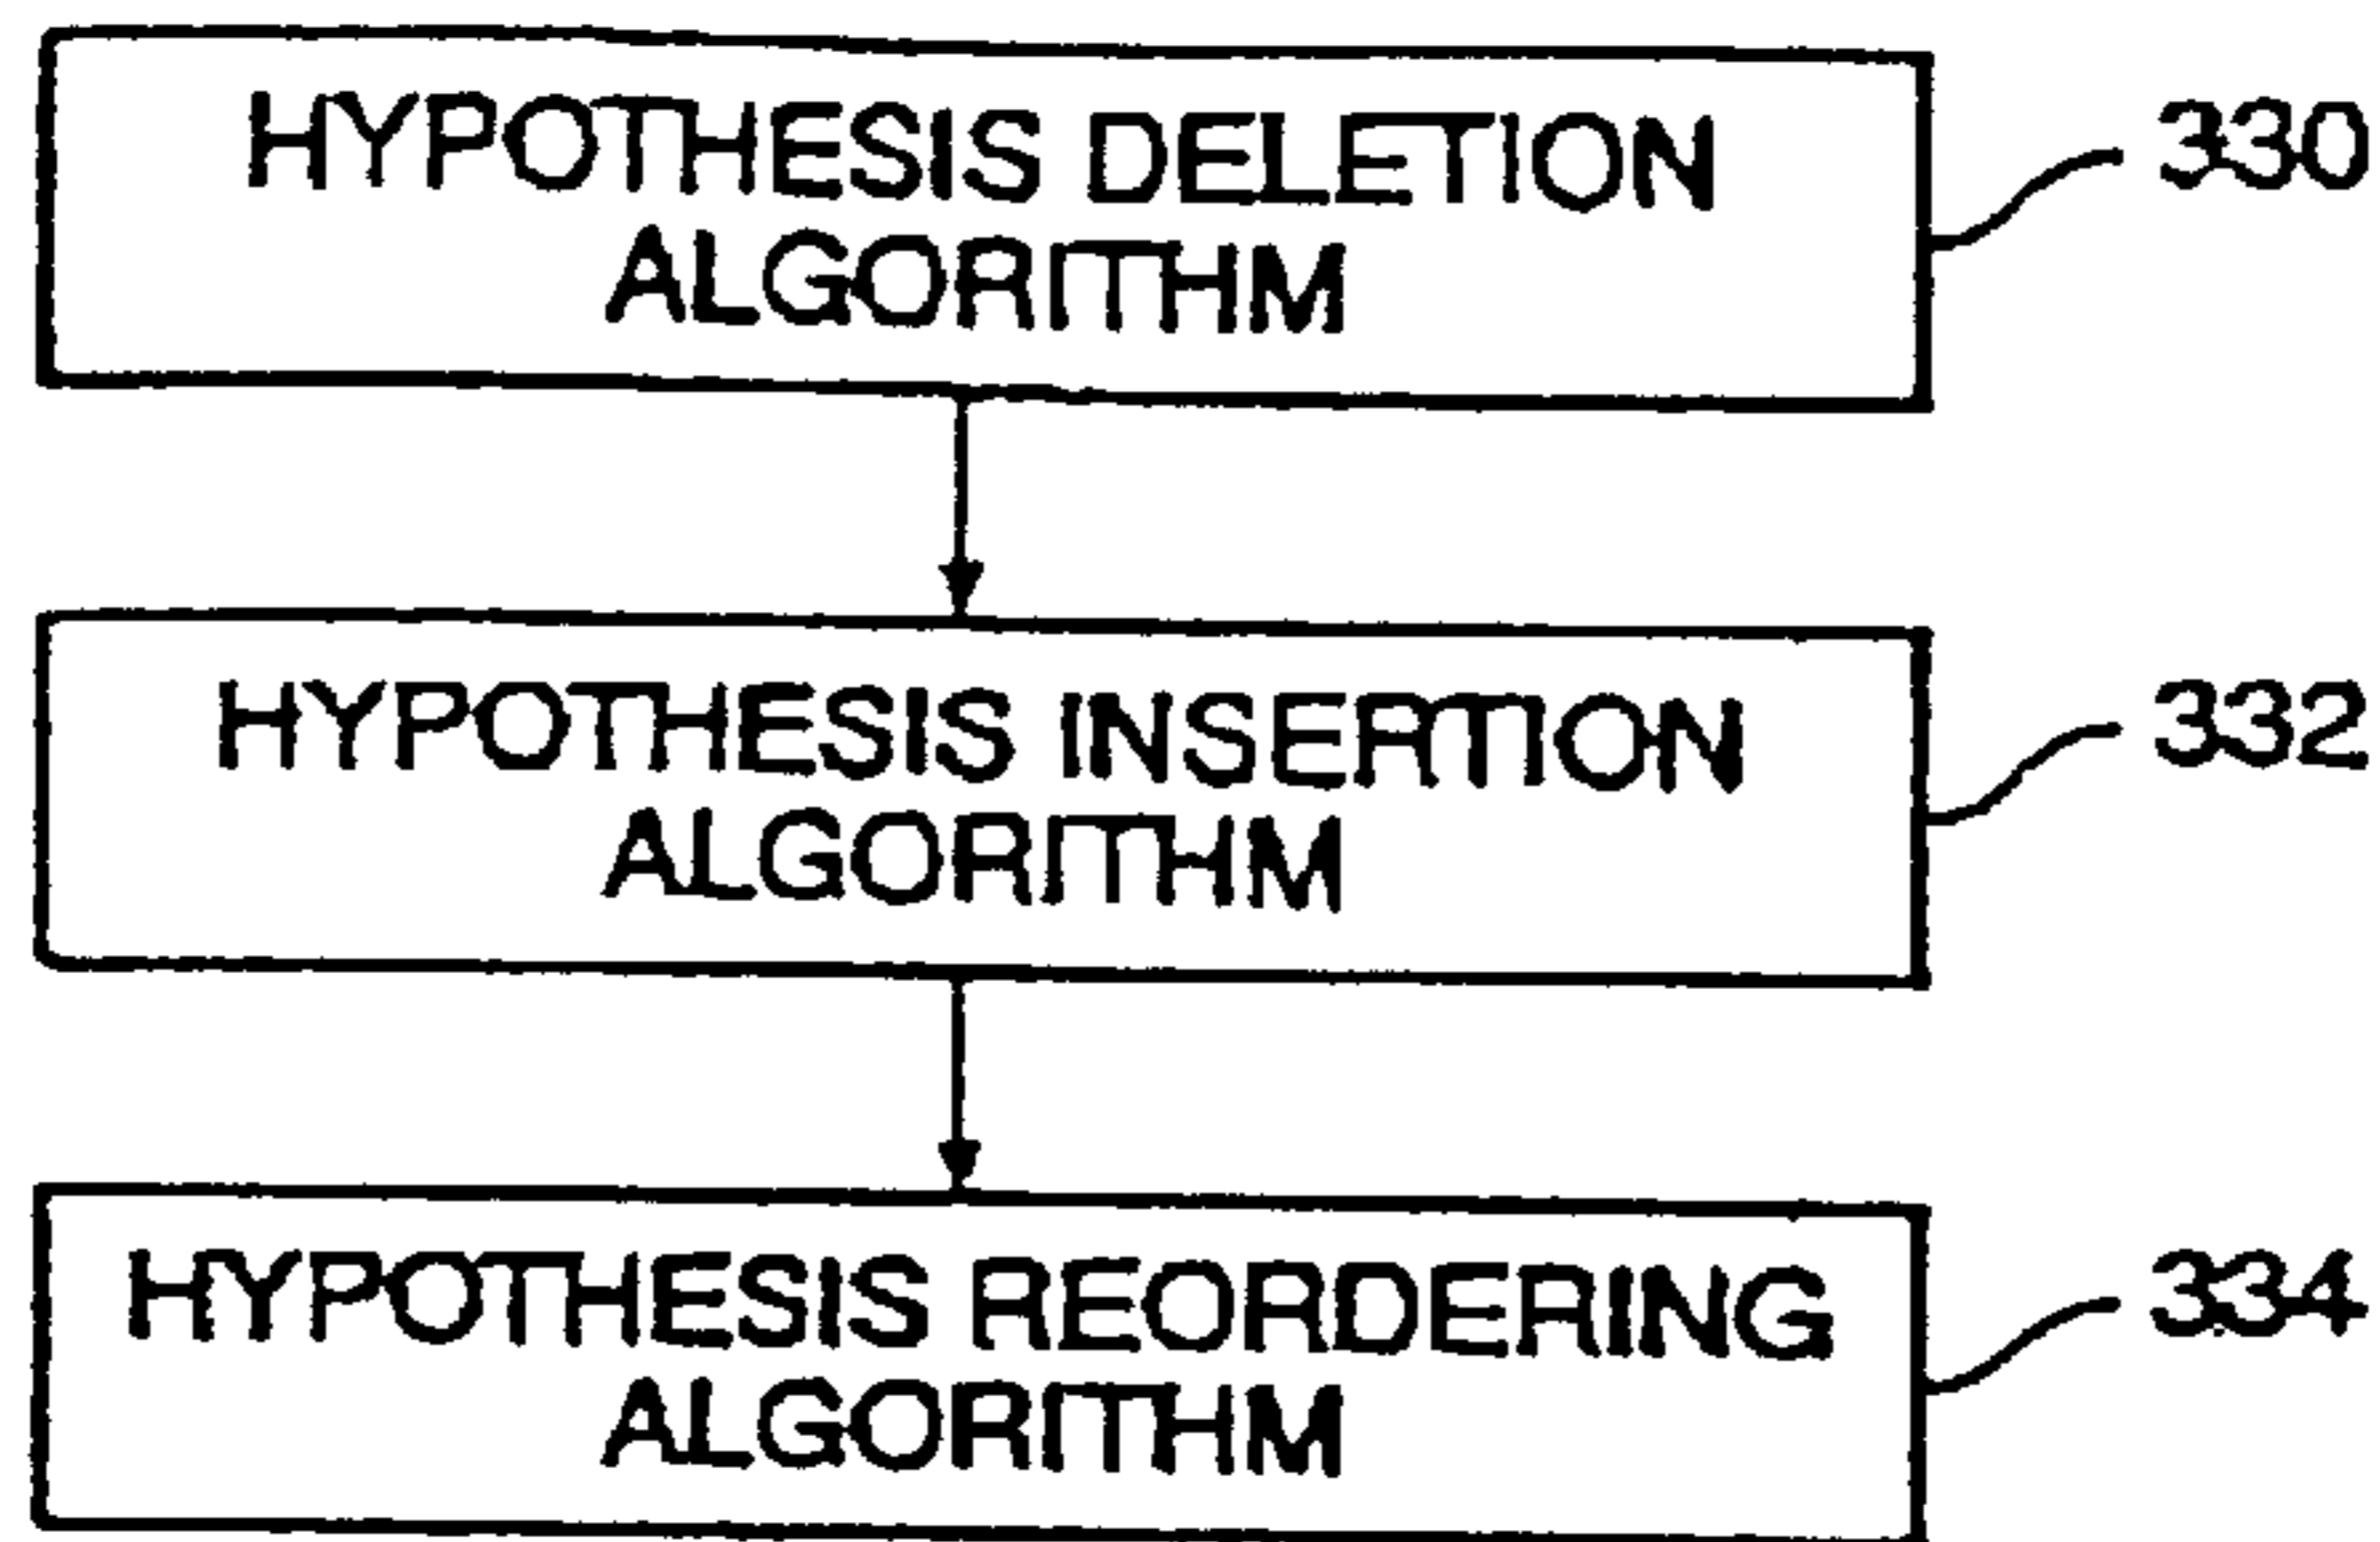 HYPOTHESIS DELETION
ALGORITHM
330
HYPOTHESIS INSERTION
ALGORITHM
332
HYPOTHESIS REORDERING
ALGORITHM
334